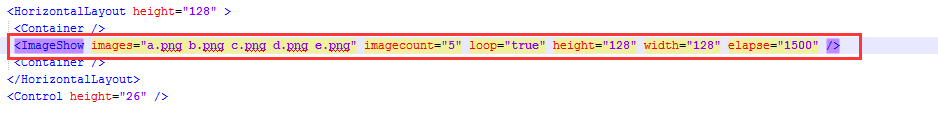 <HorizontalLayout height="128" >
<Container />
<ImageShow images="a.png b.png c.png d.png e.png" imagecount="5" loop="true" height="128" width="128" elapse="1500" />
<Container />
</HorizontalLayout>
<Control height="26" />